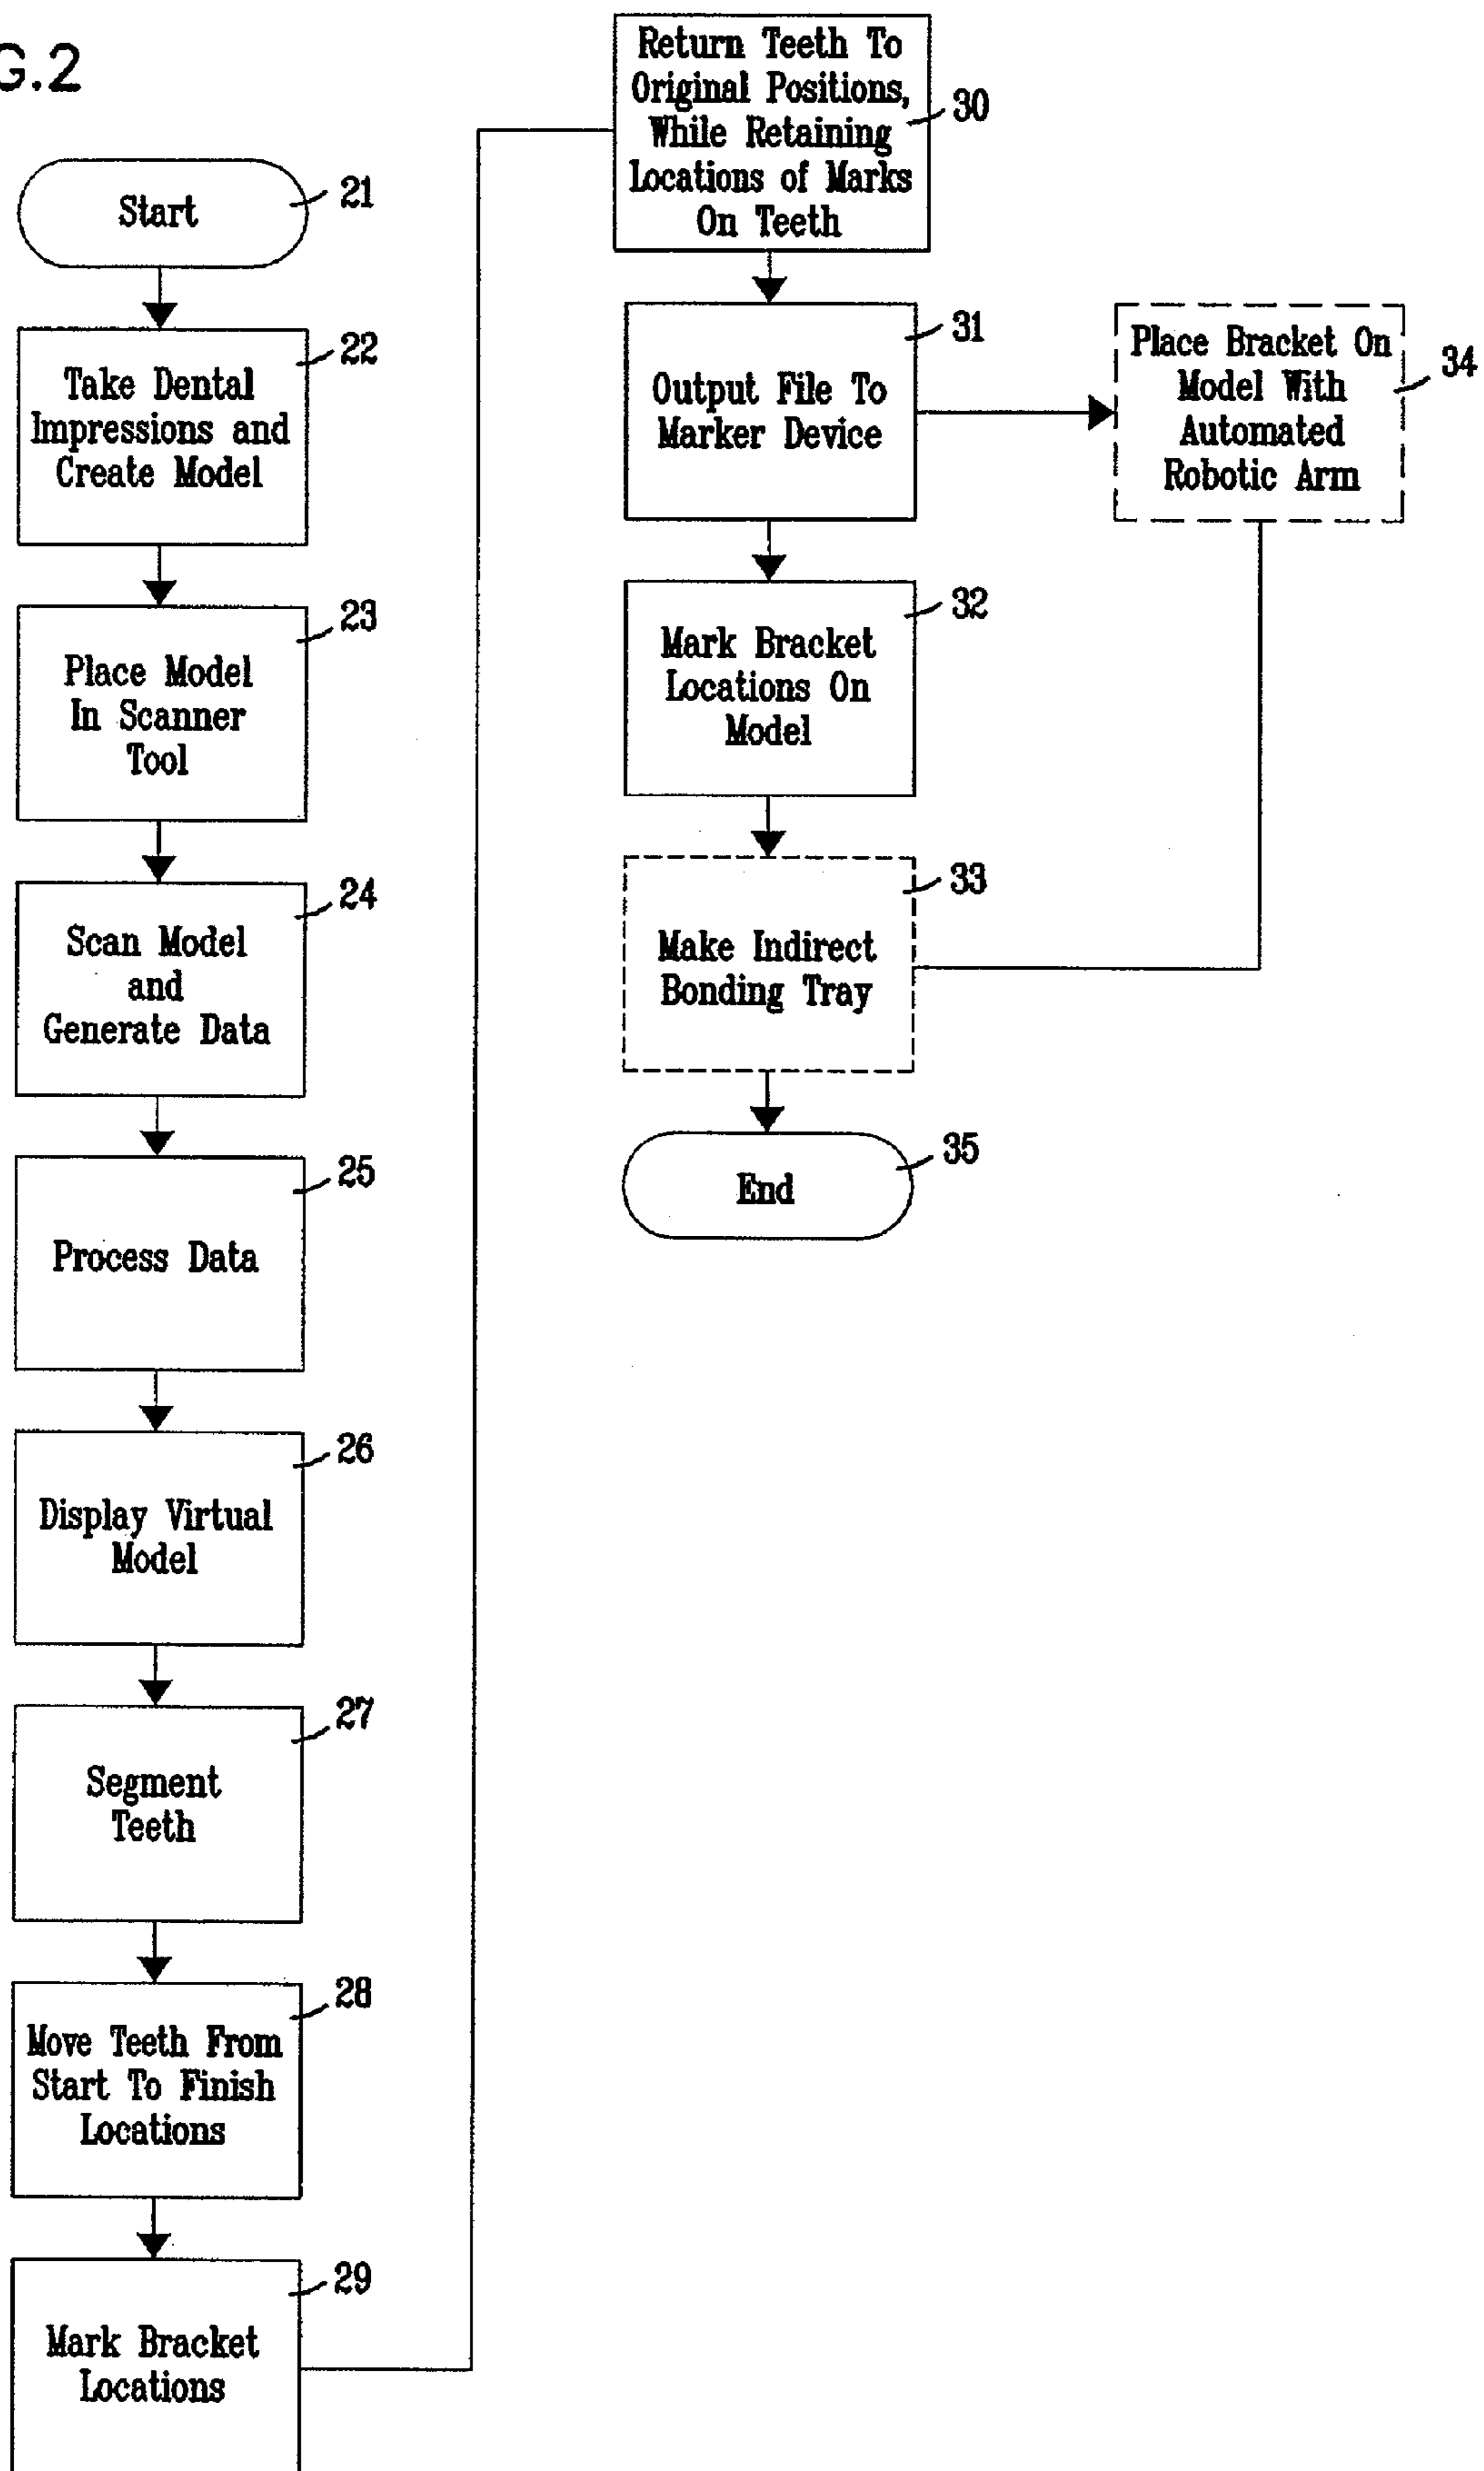 G.2
Start
21
Take Dental
Impressions and
Create Model
22
Place Model
In Scanner
Tool
23
Scan Model
and
Generate Data
24
Process Data
25
Display Virtual
Model
26
Segment
Teeth
27
Move Teeth From
Start To Finish
Locations
28
Mark Bracket
Locations
29
Return Teeth To
Original Positions,
While Retaining
Locations of Marks
On Teeth
30
Output File To
Marker Device
31
Place Bracket On
Model With
Automated
Robotic Arm
34
Mark Bracket
Locations On
Model
32
Make Indirect
Bonding Tray
33
End
35